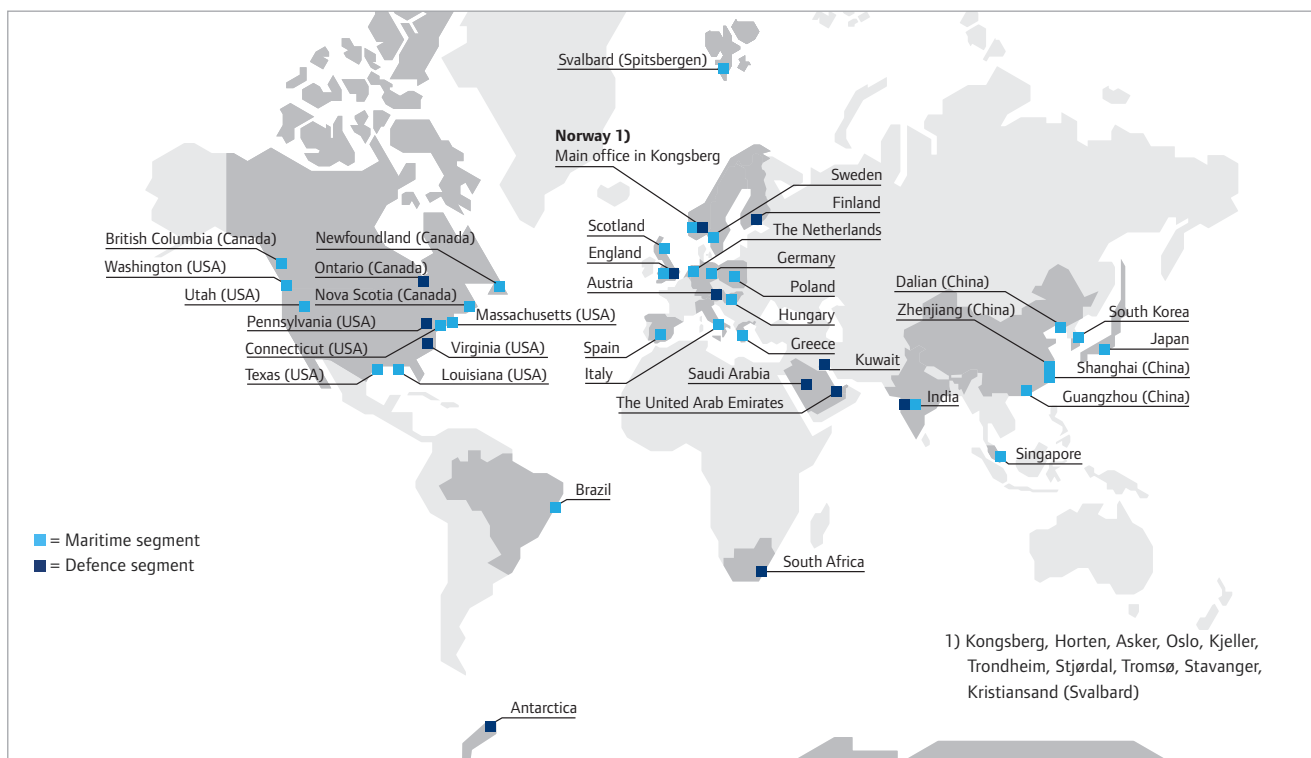 Svalbard (Spitsbergen)
Norway 1)
Main office in Kongsberg
Sweden
Finland
Scotland
The Netherlands
England
Germany
Austria
Poland
Hungary
Spain
Greece
Italy
British Columbia (Canada)
Newfoundland (Canada)
Washington (USA)
Ontario (Canada)
Utah (USA)
Nova Scotia (Canada)
Pennsylvania (USA)
Massachusetts (USA)
Connecticut (USA)
Virginia (USA)
Texas (USA)
Louisiana (USA)
Kuwait
Saudi Arabia
The United Arab Emirates
Dalian (China)
Zhenjiang (China)
South Korea
Japan
Shanghai (China)
India
Guangzhou (China)
Singapore
Brazil
= Maritime segment
= Defence segment
South Africa
1) Kongsberg, Horten, Asker, Oslo, Kjeller,
Trondheim, Stjørdal, Tromsø, Stavanger,
Kristiansand (Svalbard)
Antarctica